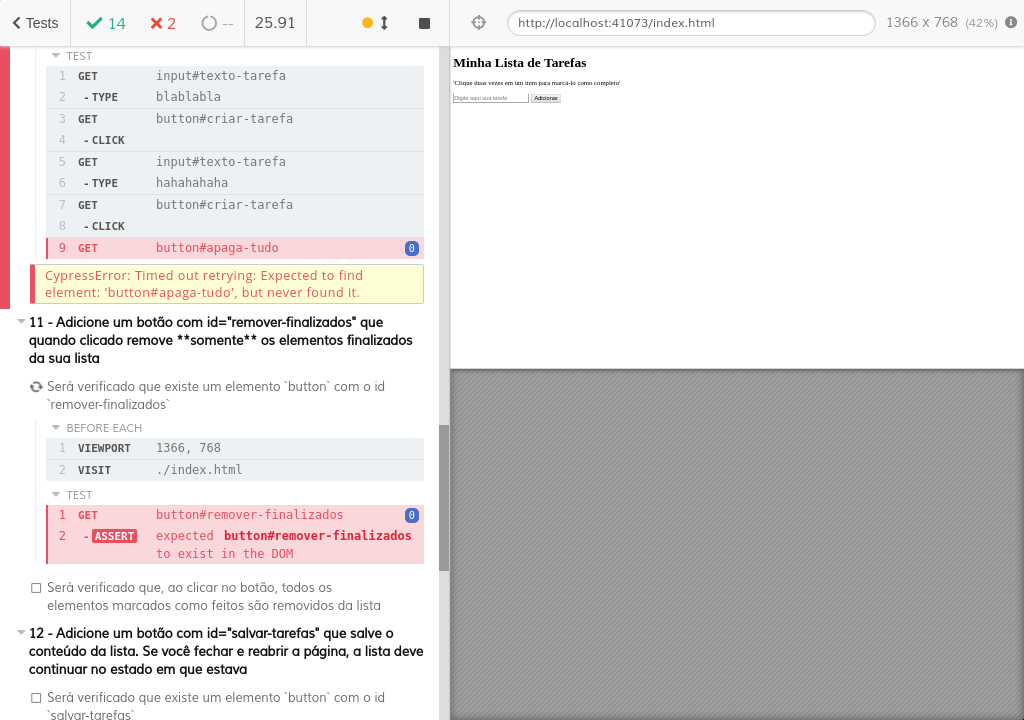 Tests 14 2 -- 25.91 http://localhost:41073/index.html 1366 x 768 (42%)
TEST
1 GET input#texto-tarefa
2 - TYPE blablabla
3 GET button#criar-tarefa
4 - CLICK
5 GET input#texto-tarefa
6 - TYPE hahahahaha
7 GET button#criar-tarefa
8 - CLICK
9 GET button#apaga-tudo 0
CypressError: Timed out retrying: Expected to find
element: 'button#apaga-tudo', but never found it.
11 - Adicione um botão com id="remover-finalizados" que
quando clicado remove **somente** os elementos finalizados
da sua lista
Será verificado que existe um elemento `button` com o id
`remover-finalizados`
BEFORE EACH
1 VIEWPORT 1366, 768
2 VISIT ./index.html
TEST
1 GET button#remover-finalizados 0
2 - ASSERT expected button#remover-finalizados
to exist in the DOM
Será verificado que, ao clicar no botão, todos os
elementos marcados como feitos são removidos da lista
12 - Adicione um botão com id="salvar-tarefas" que salve o
conteúdo da lista. Se você fechar e reabrir a página, a lista deve
continuar no estado em que estava
Será verificado que existe um elemento `button` com o id
`salvar-tarefas`
Minha Lista de Tarefas
'Clique duas vezes em um item para marcá-lo como completo'
Digite aqui sua tarefa Adicionar